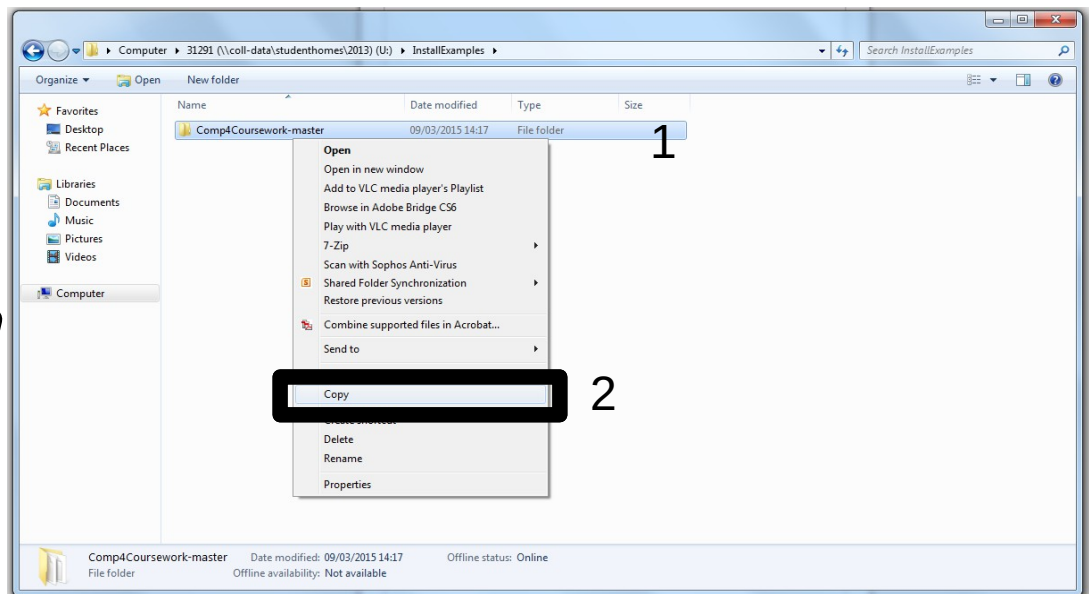 Computer 31291 (\\coll-data\studenthomes\2013) (U:) InstallExamples Search InstallExamples
Organize Open New folder
Name Date modified Type Size
Favorites
Desktop
Recent Places
Libraries
Documents
Music
Pictures
Videos
Computer
Comp4Coursework-master 09/03/2015 14:17 File folder
1
Open
Open in new window
Add to VLC media player's Playlist
Browse in Adobe Bridge CS6
Play with VLC media player
7-Zip
Scan with Sophos Anti-Virus
Shared Folder Synchronization
Restore previous versions
Combine supported files in Acrobat...
Send to
Copy
2
Create shortcut
Delete
Rename
Properties
Comp4Coursework-master Date modified: 09/03/2015 14:17 Offline status: Online
File folder Offline availability: Not available